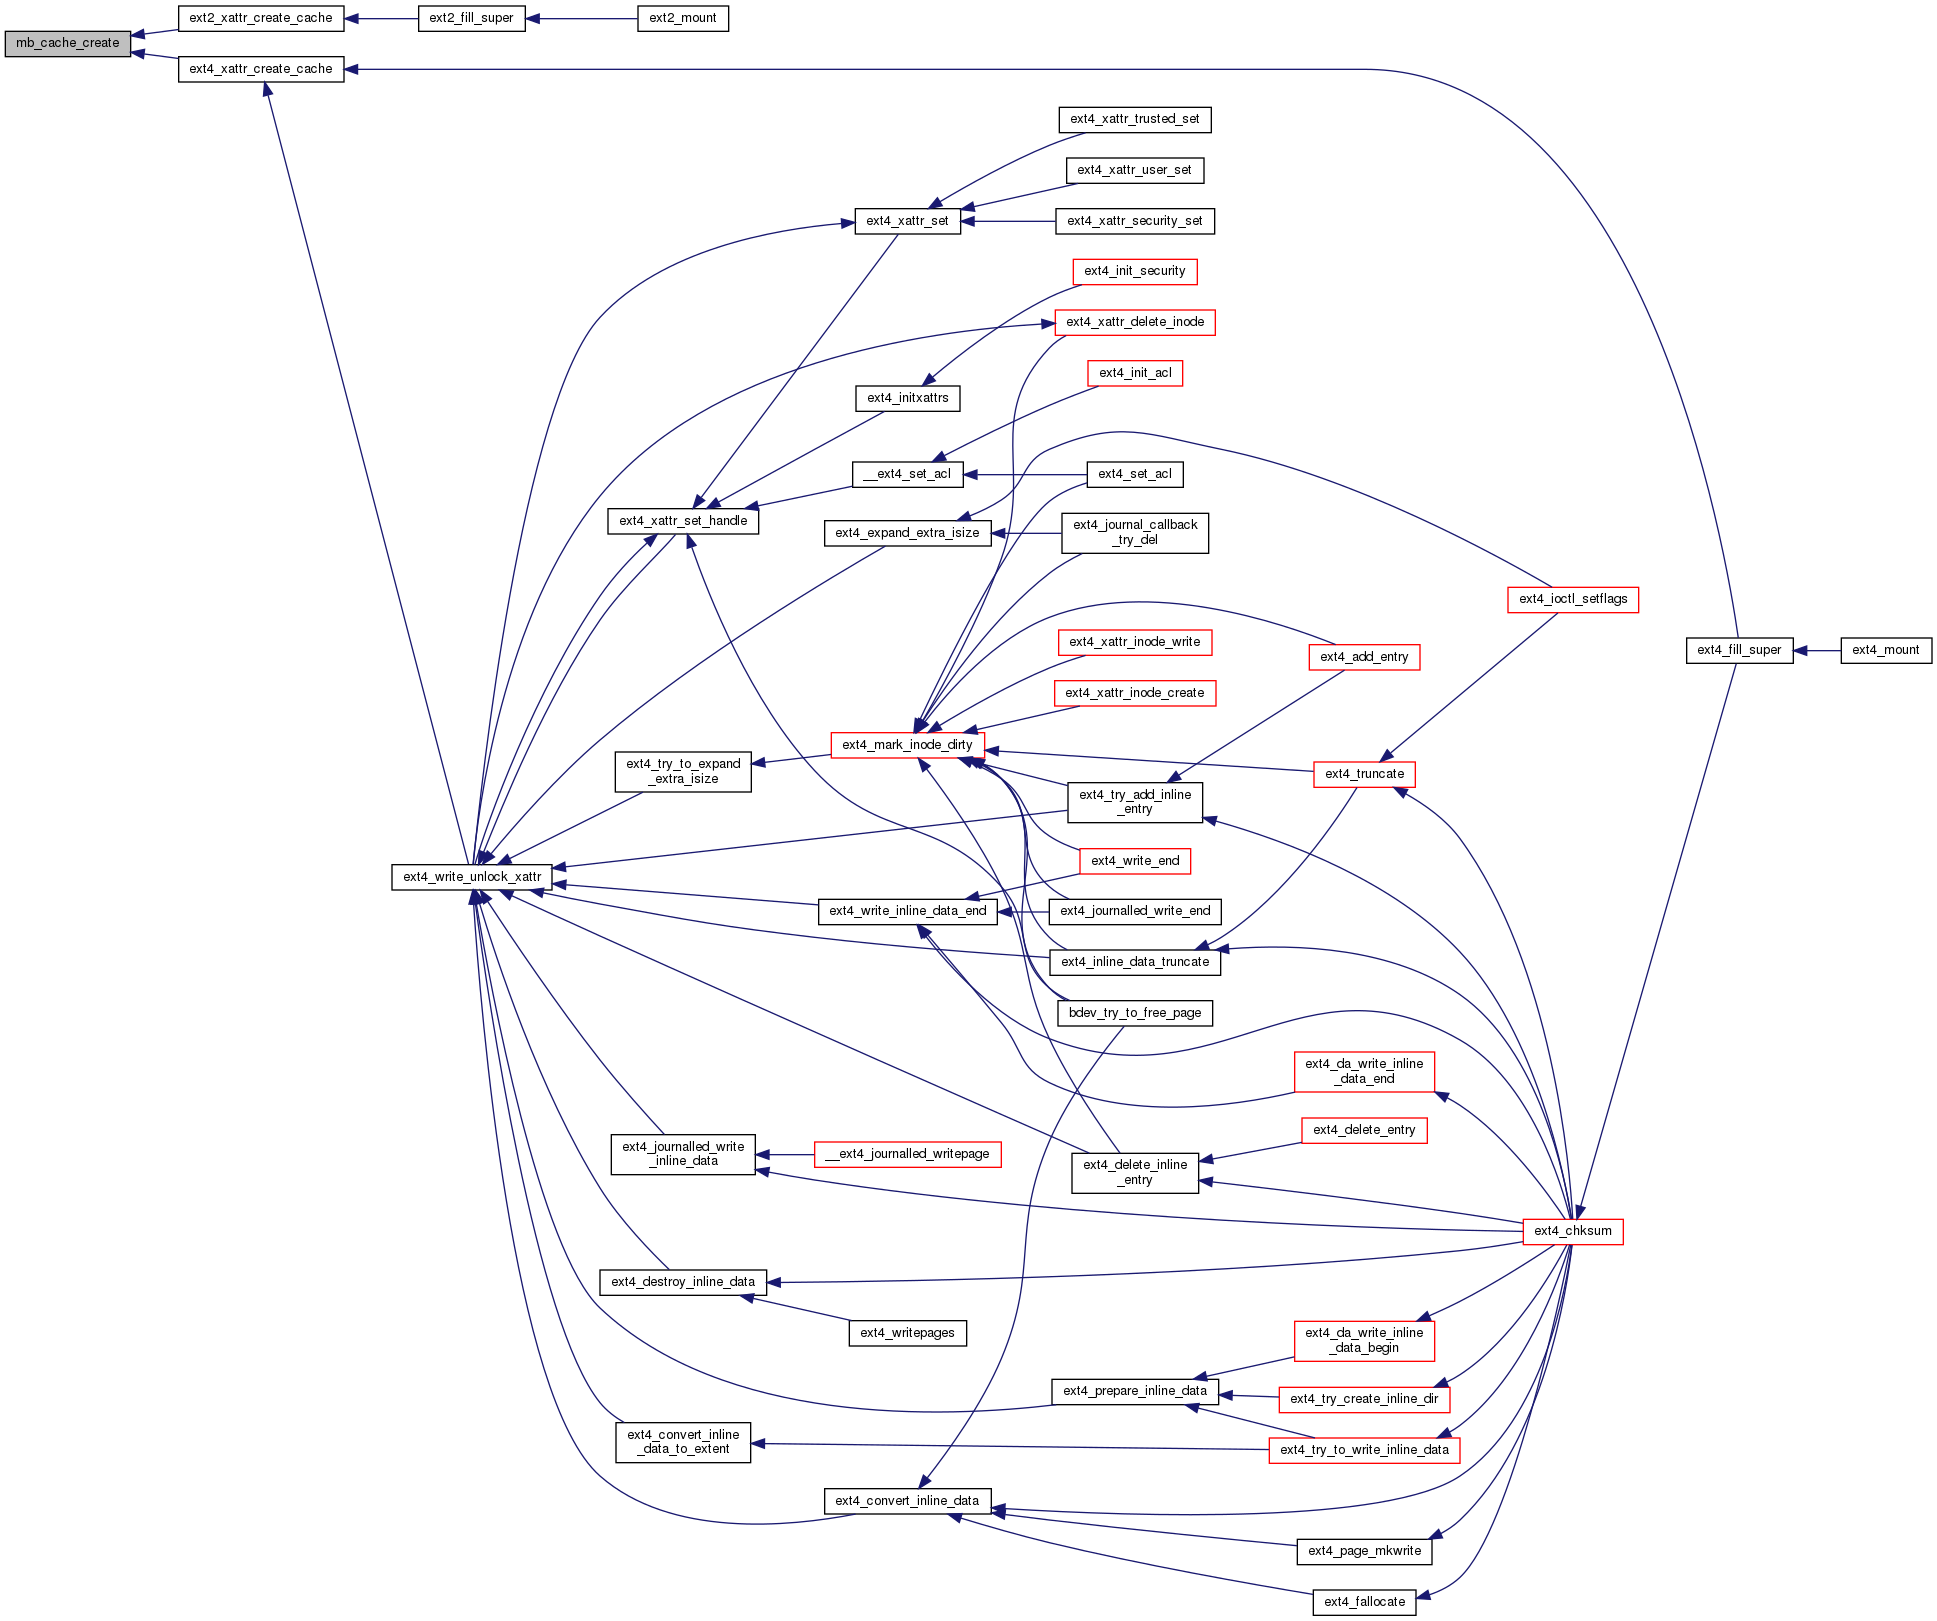 mb_cache_create
ext2_xattr_create_cache
ext2_fill_super
ext2_mount
ext4_xattr_create_cache
ext4_xattr_trusted_set
ext4_xattr_user_set
ext4_xattr_set
ext4_xattr_security_set
ext4_init_security
ext4_xattr_delete_inode
ext4_init_acl
ext4_initxattrs
__ext4_set_acl
ext4_set_acl
ext4_xattr_set_handle
ext4_expand_extra_isize
ext4_journal_callback
_try_del
ext4_ioctl_setflags
ext4_xattr_inode_write
ext4_add_entry
ext4_fill_super
ext4_mount
ext4_xattr_inode_create
ext4_mark_inode_dirty
ext4_try_to_expand
_extra_isize
ext4_truncate
ext4_try_add_inline
_entry
ext4_write_end
ext4_write_unlock_xattr
ext4_write_inline_data_end
ext4_journalled_write_end
ext4_inline_data_truncate
bdev_try_to_free_page
ext4_da_write_inline
_data_end
ext4_delete_entry
ext4_journalled_write
_inline_data
__ext4_journalled_writepage
ext4_delete_inline
_entry
ext4_chksum
ext4_destroy_inline_data
ext4_writepages
ext4_da_write_inline
_data_begin
ext4_prepare_inline_data
ext4_try_create_inline_dir
ext4_convert_inline
_data_to_extent
ext4_try_to_write_inline_data
ext4_convert_inline_data
ext4_page_mkwrite
ext4_fallocate